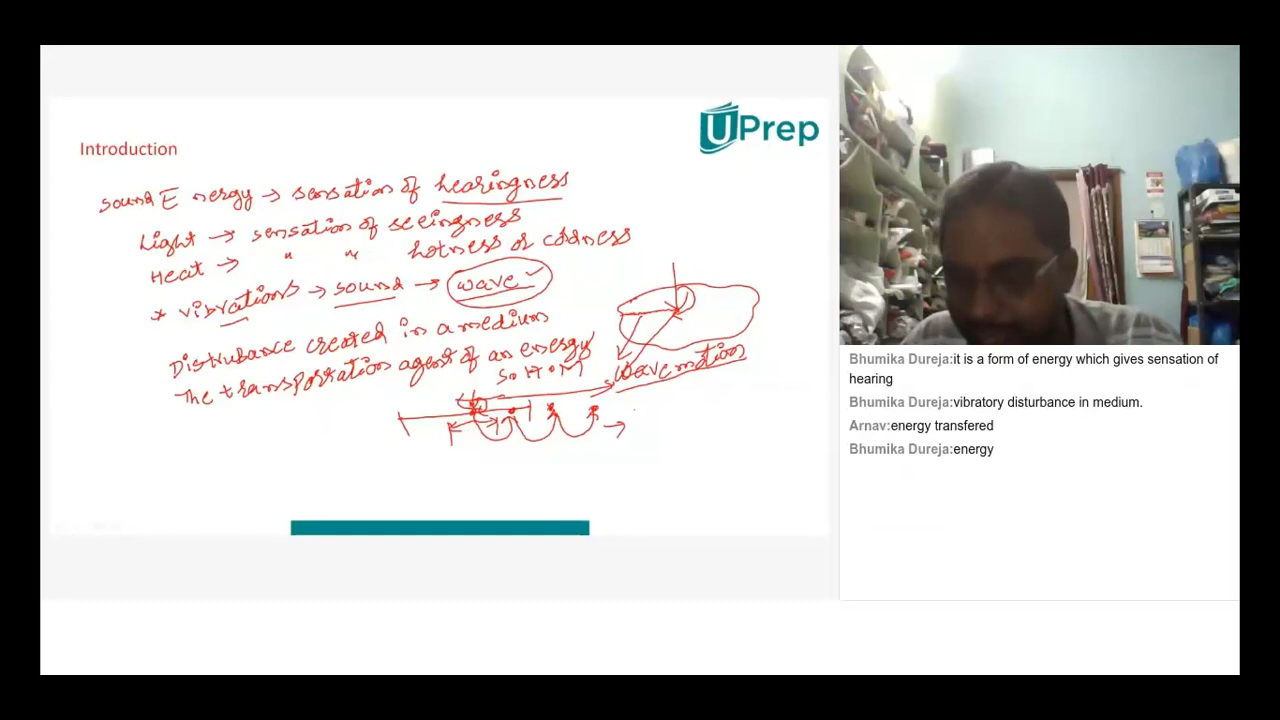 UPrep
Introduction
sound Energy → sensation of hearingness
Light → sensation of seeingness
Heat → " " hotness or coldness
* vibrations → sound → wave ✓
Distrubance created in a medium
The transportation agent of an energy
S.H.M
wave motion
Bhumika Dureja:it is a form of energy which gives sensation of
hearing
Bhumika Dureja:vibratory disturbance in medium.
Arnav:energy transfered
Bhumika Dureja:energy